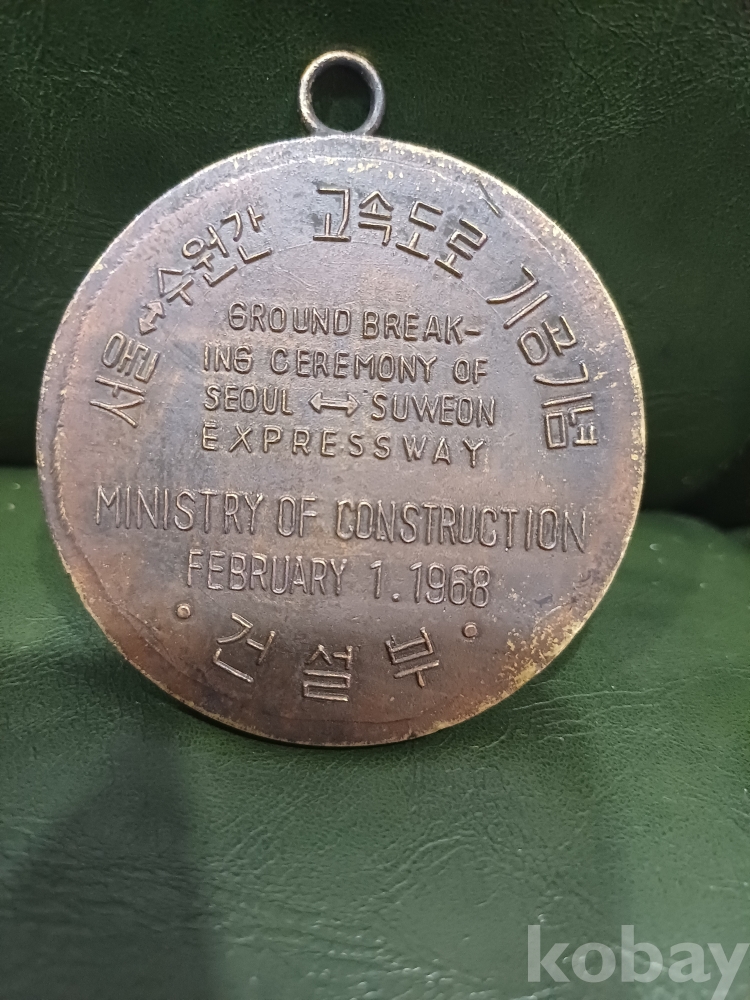 서울↔수원간 고속도로 기공기념
GROUND BREAK-
ING CEREMONY OF
SEOUL ↔ SUWEON
EXPRESSWAY
MINISTRY OF CONSTRUCTION
FEBRUARY 1. 1968
• 건설부 •
kobay